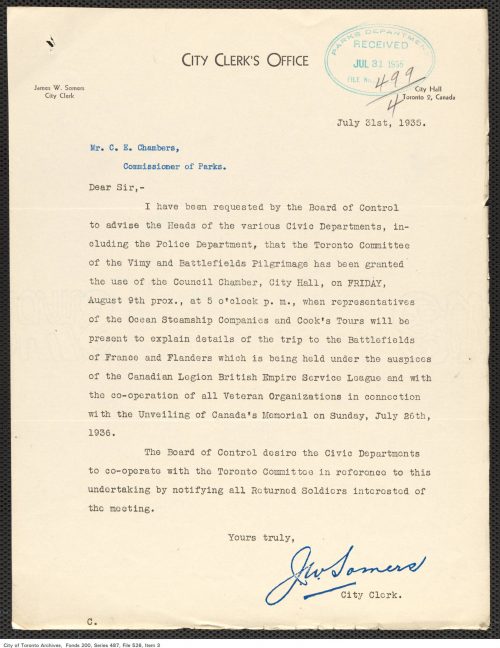 CITY CLERK'S OFFICE
PARKS DEPARTMENT
RECEIVED
JUL 31 1935
FILE No. 499
4
James W. Somers
City Clerk
City Hall
Toronto 2, Canada
July 31st, 1935.
Mr. C. E. Chambers,
Commissioner of Parks.
Dear Sir,-
I have been requested by the Board of Control
to advise the Heads of the various Civic Departments, in-
cluding the Police Department, that the Toronto Committee
of the Vimy and Battlefields Pilgrimage has been granted
the use of the Council Chamber, City Hall, on FRIDAY,
August 9th prox., at 5 o'clock p. m., when representatives
of the Ocean Steamship Companies and Cook's Tours will be
present to explain details of the trip to the Battlefields
of France and Flanders which is being held under the auspices
of the Canadian Legion British Empire Service League and with
the co-operation of all Veteran Organizations in connection
with the Unveiling of Canada's Memorial on Sunday, July 26th,
1936.
The Board of Control desire the Civic Departments
to co-operate with the Toronto Committee in reference to this
undertaking by notifying all Returned Soldiers interested of
the meeting.
Yours truly,
J.W. Somers
City Clerk.
C.
City of Toronto Archives, Fonds 200, Series 487, File 526, Item 3